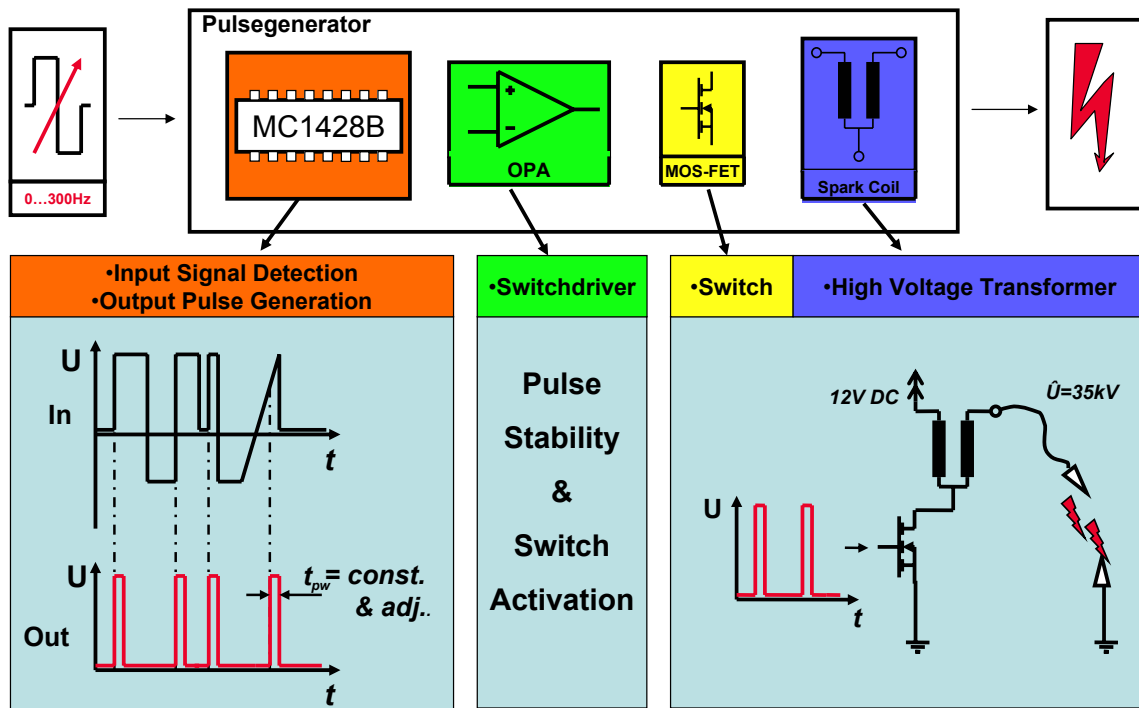 Pulsegenerator
MC1428B
OPA
MOS-FET
Spark Coil
0...300Hz
•Input Signal Detection
•Output Pulse Generation
•Switchdriver
•Switch
•High Voltage Transformer
U
In
t
U
Out
t
tpw= const.
& adj..
Pulse
Stability
&
Switch
Activation
12V DC
Û=35kV
U
t